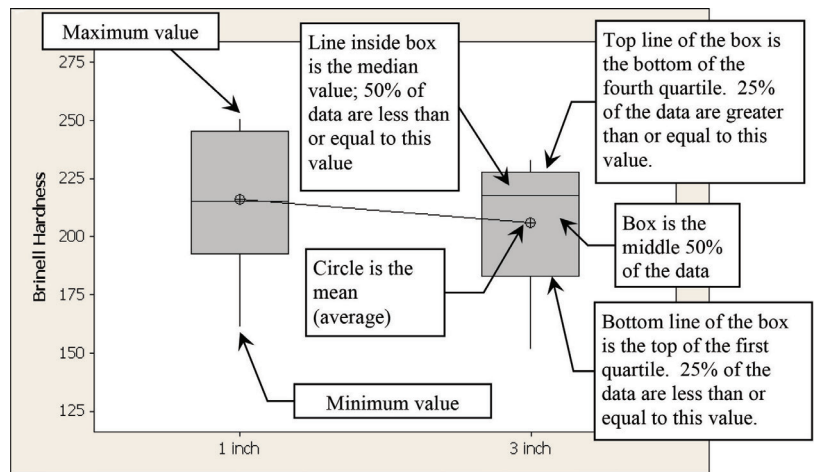 Maximum value
Line inside box
is the median
value; 50% of
data are less than
or equal to this
value
Top line of the box is
the bottom of the
fourth quartile.  25%
of the data are greater
than or equal to this
value.
Box is the
middle 50%
of the data
Circle is the
mean
(average)
Bottom line of the box
is the top of the first
quartile.  25% of the
data are less than or
equal to this value.
Minimum value
Brinell Hardness
275
250
225
200
175
150
125
1 inch
3 inch